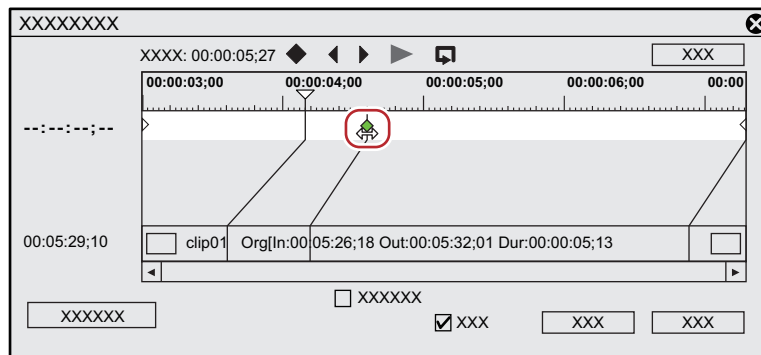 XXXXXXXX
XXXX: 00:00:05;27
XXX
00:00:03;00 00:00:04;00 00:00:05;00 00:00:06;00 00:00
--:--:--;--
00:05:29;10 clip01 Org[In:00:05:26;18 Out:00:05:32;01 Dur:00:00:05;13
XXXXXX
XXXXXX
XXX XXX XXX